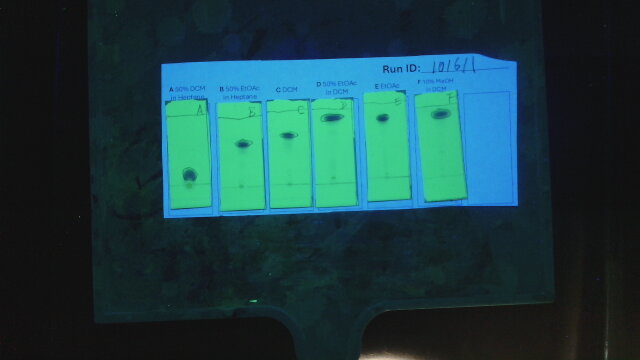 Run ID: 101611
A 50% DCM
in Heptane
B 50% EtOAc
in Heptane
C DCM
D 50% EtOAc
in DCM
E EtOAc
F 10% MeOH
in DCM
A
B
C
D
E
F